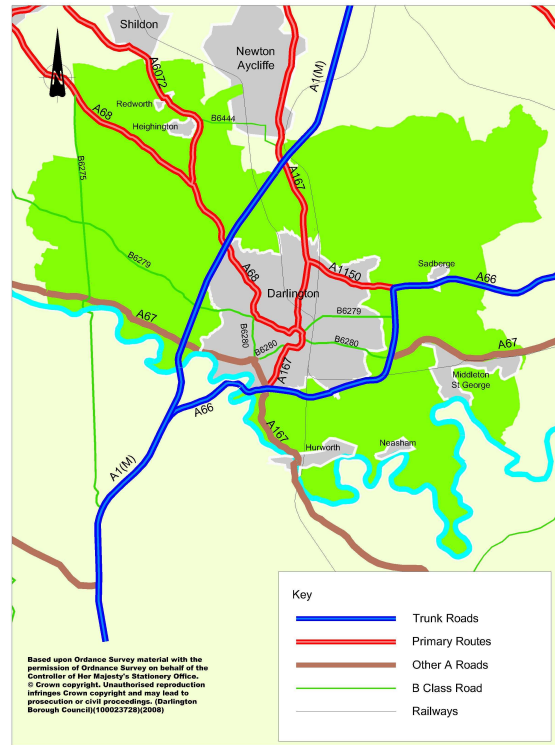 Shildon
Newton
Aycliffe
A1(M)
A6072
Redworth
A68
Heighington
B6444
B6275
A167
B6279
Sadberge
A1150
A66
A68
Darlington
A67
B6279
B6280
B6280
B6280
A67
A167
Middleton
St George
A66
A167
Hurworth
Neasham
A1(M)
Key
Trunk Roads
Primary Routes
Other A Roads
B Class Road
Railways
Based upon Ordance Survey material with the
permission of Ordnance Survey on behalf of the
Controller of Her Majesty's Stationery Office.
© Crown copyright. Unauthorised reproduction
infringes Crown copyright and may lead to
prosecution or civil proceedings. (Darlington
Borough Council)(100023728)(2008)